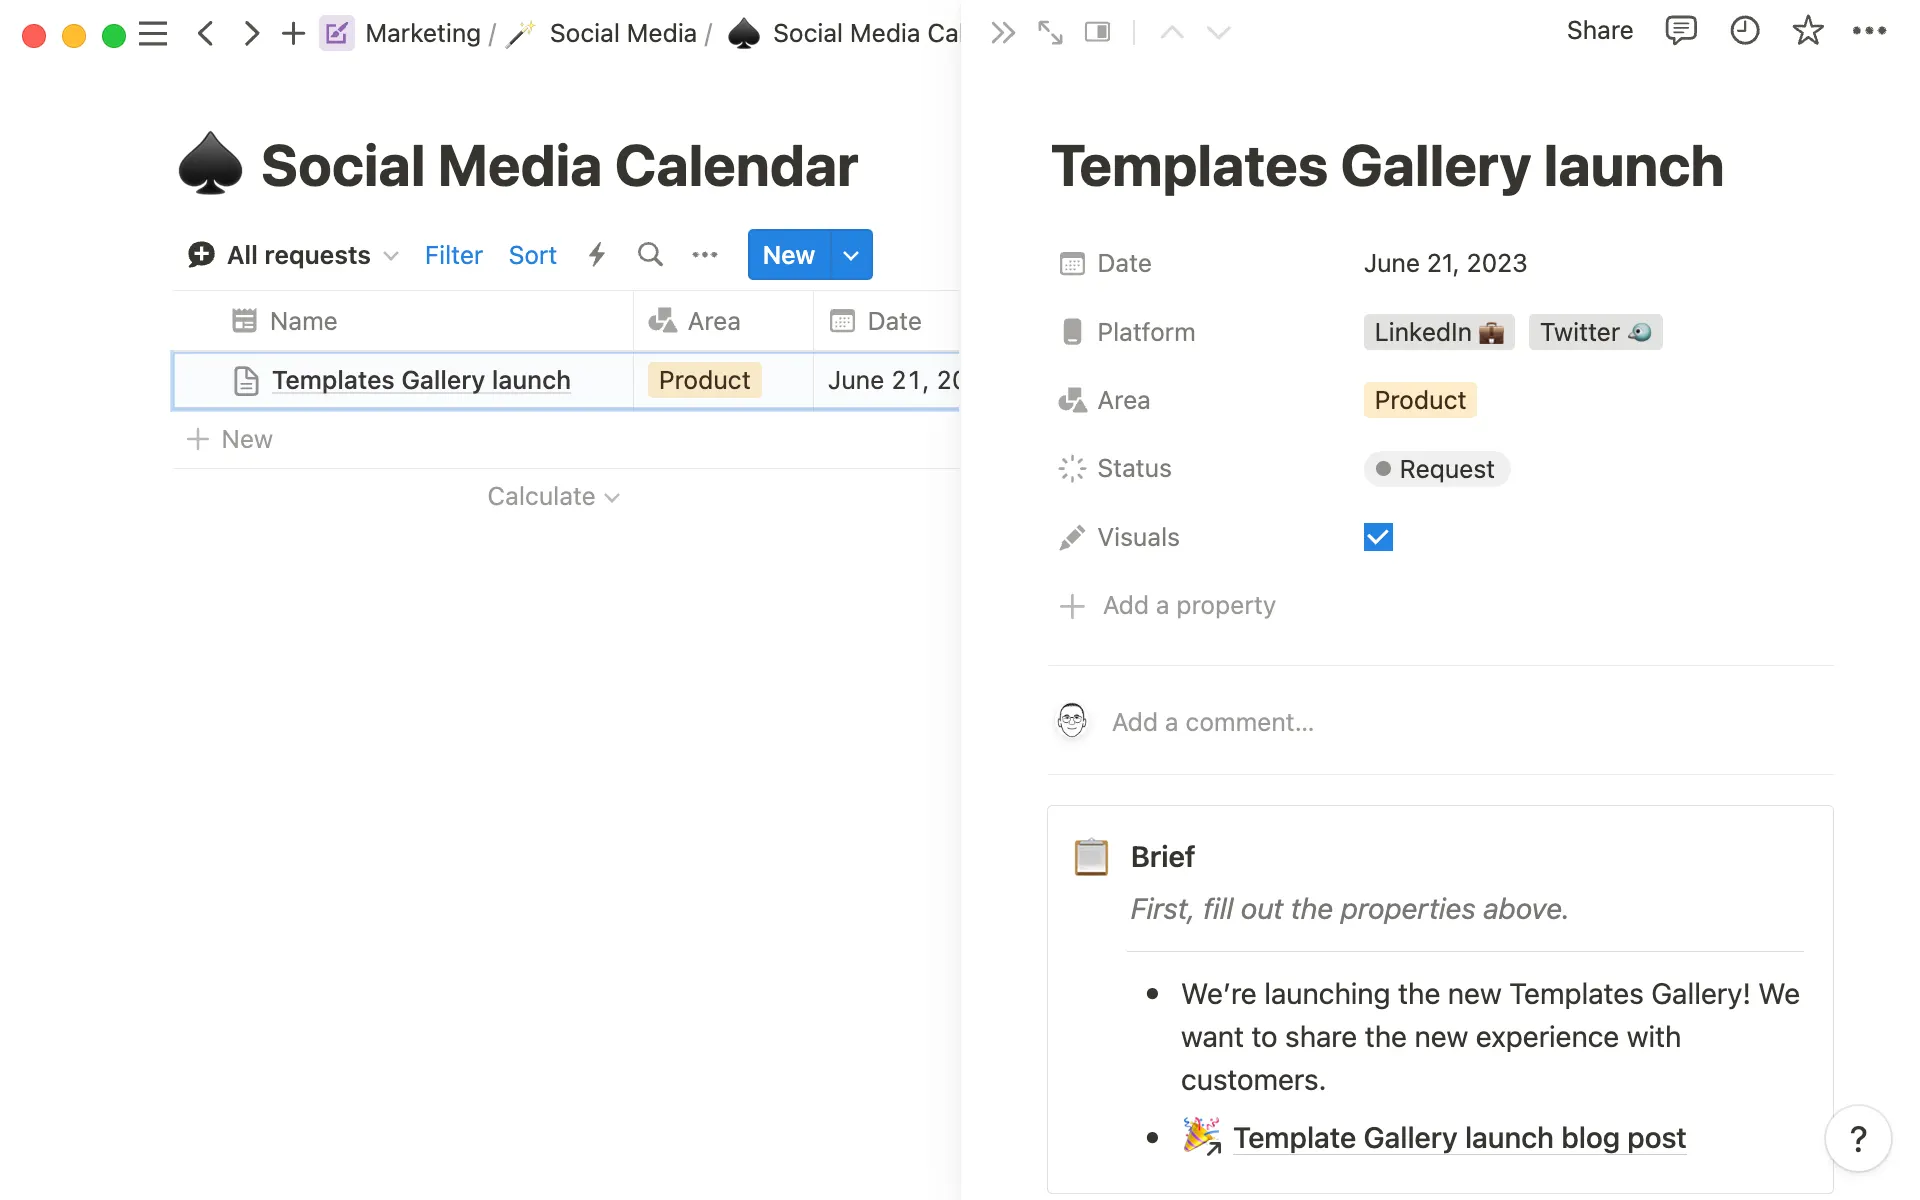 Marketing / Social Media / Social Media Cal
Share
Social Media Calendar
All requests Filter Sort New
Name Area Date
Templates Gallery launch Product June 21, 20
New
Calculate
Templates Gallery launch
Date June 21, 2023
Platform LinkedIn Twitter
Area Product
Status Request
Visuals
Add a property
Add a comment...
Brief
First, fill out the properties above.
• We’re launching the new Templates Gallery! We
want to share the new experience with
customers.
• Template Gallery launch blog post
?